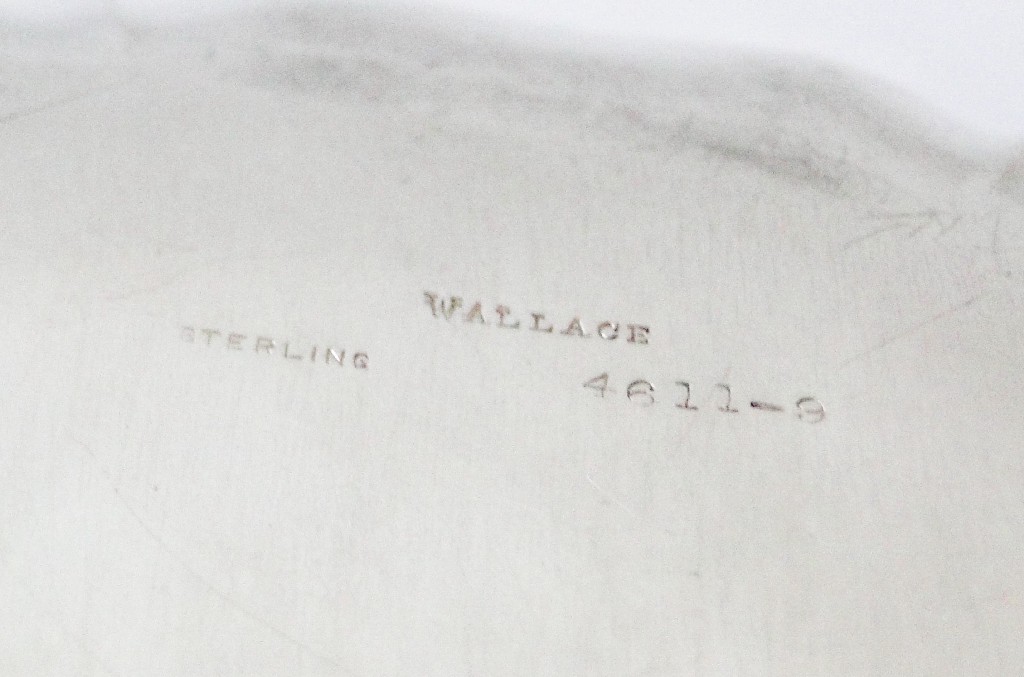 WALLACE
STERLING
4611-9